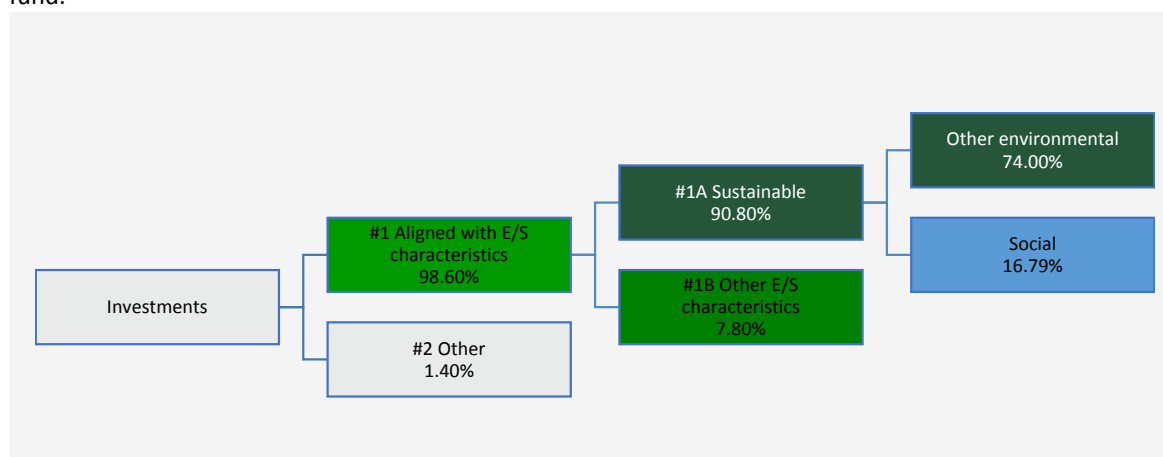 fund.
Other environmental
74.00%
#1A Sustainable
90.80%
#1 Aligned with E/S
characteristics
98.60%
Social
16.79%
Investments
#1B Other E/S
characteristics
7.80%
#2 Other
1.40%